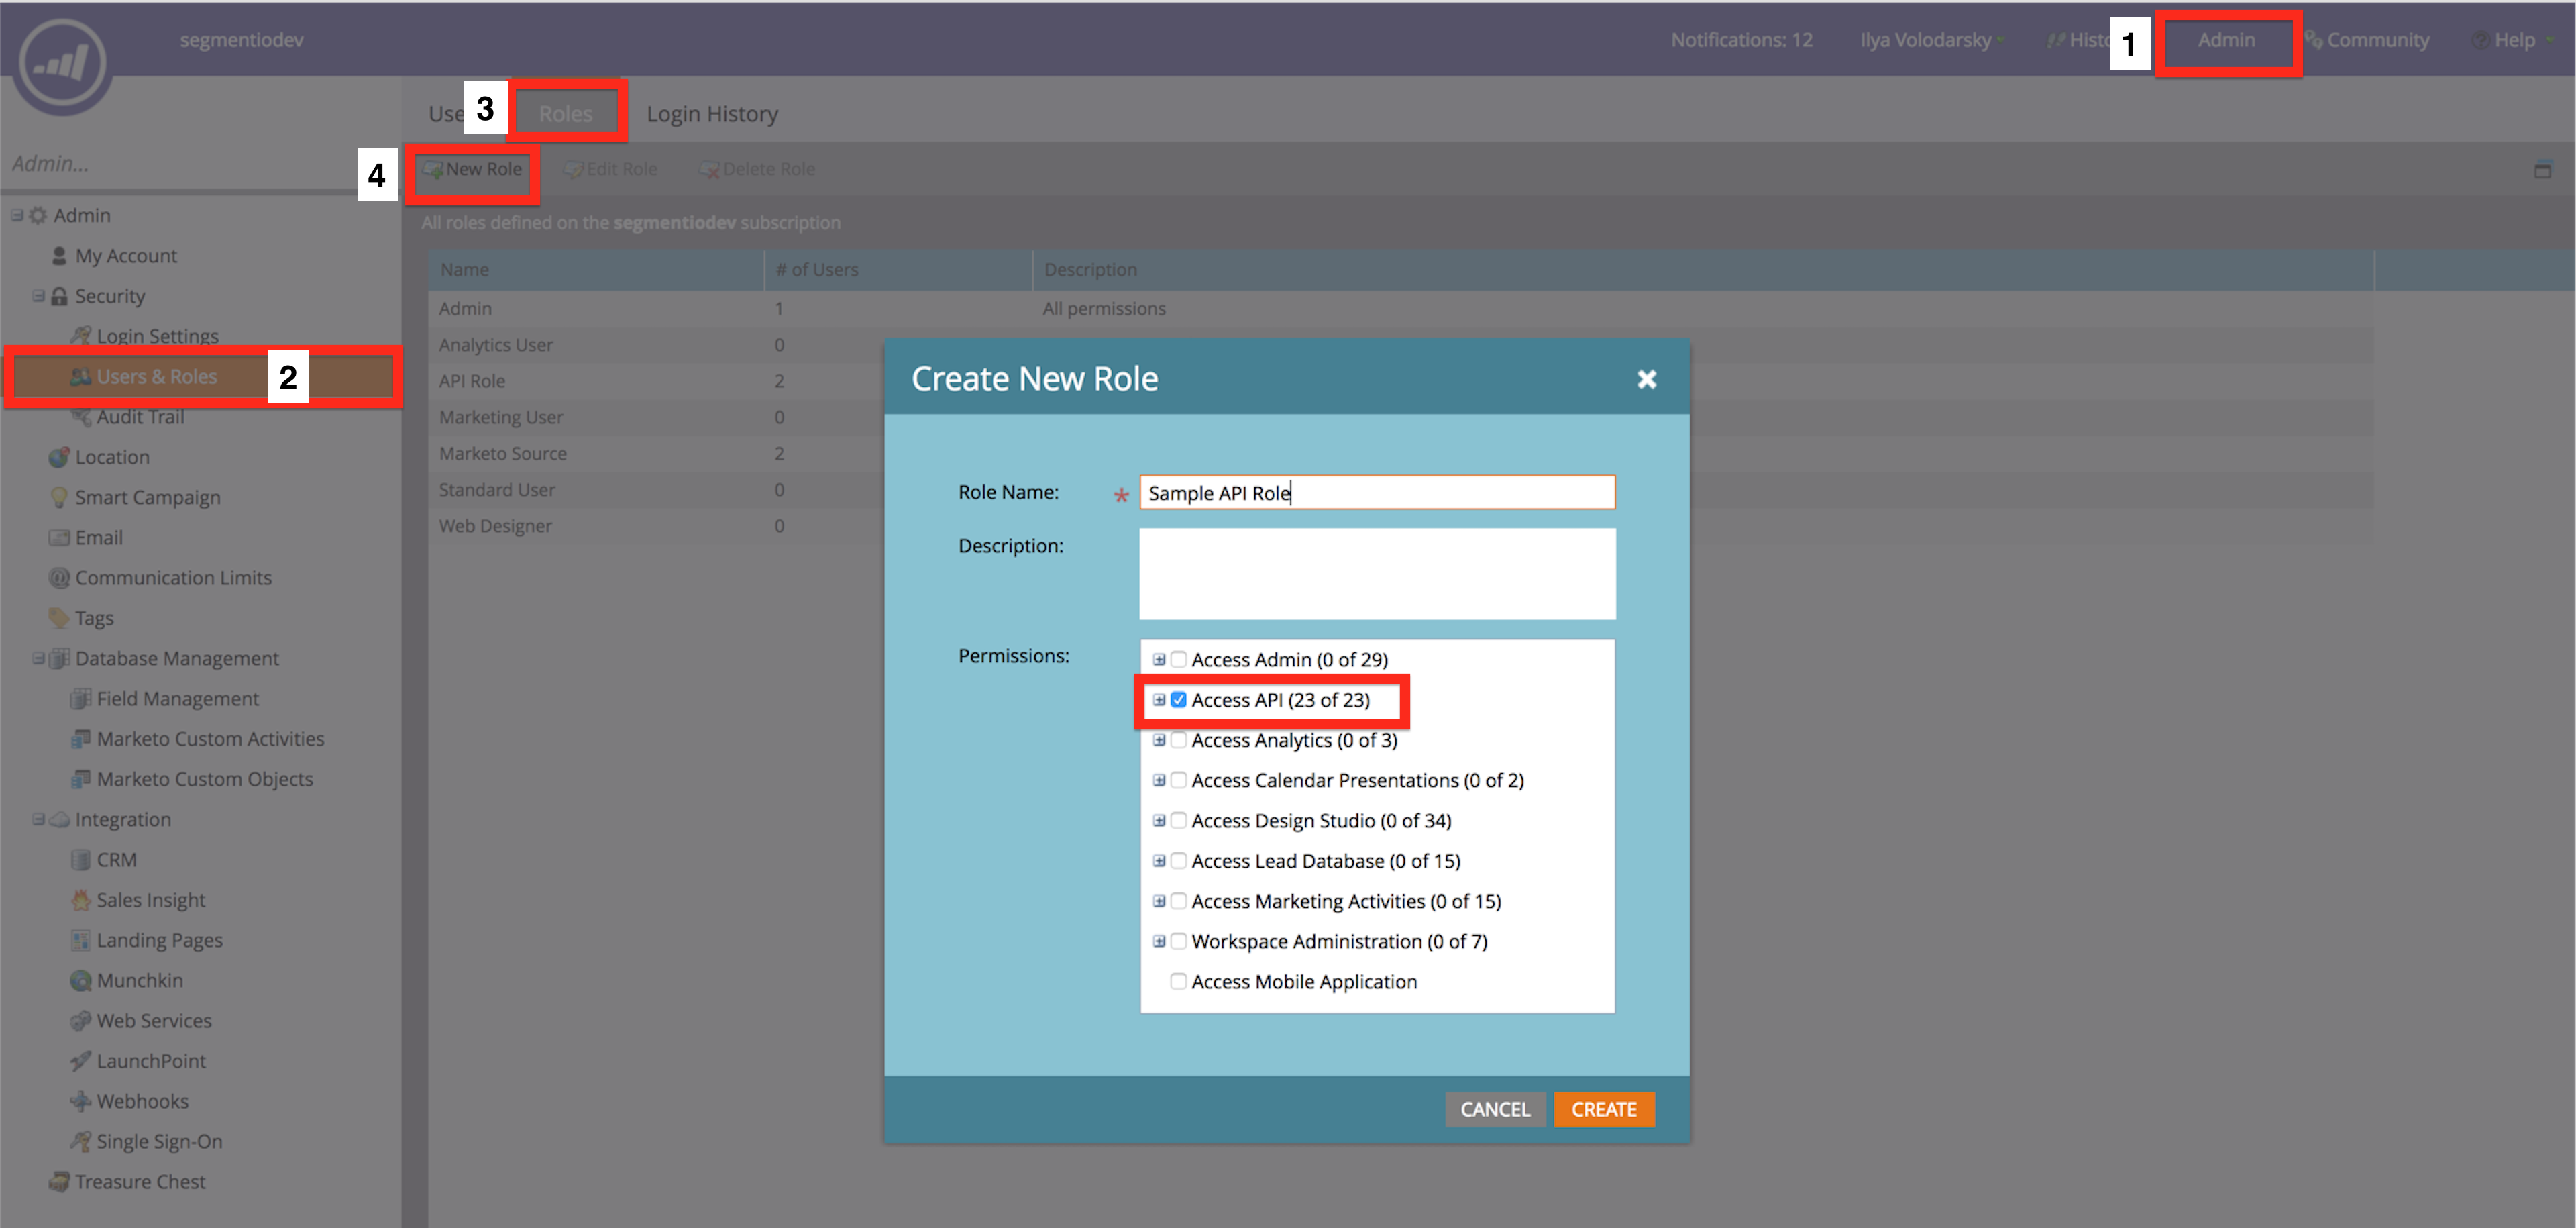 segmentiodev
Notifications: 12
Ilya Volodarsky
1
Admin
Community
Help
3
Roles
Login History
Admin...
4
New Role
Edit Role
Delete Role
All roles defined on the segmentiodev subscription
Admin
My Account
Security
Login Settings
Users & Roles
2
Audit Trail
Location
Smart Campaign
Email
Communication Limits
Tags
Database Management
Field Management
Marketo Custom Activities
Marketo Custom Objects
Integration
CRM
Sales Insight
Landing Pages
Munchkin
Web Services
LaunchPoint
Webhooks
Single Sign-On
Treasure Chest
Name # of Users Description
Admin 1 All permissions
Analytics User 0
API Role 2
Marketing User 0
Marketo Source 2
Standard User 0
Web Designer 0
Create New Role
Role Name: * Sample API Role
Description:
Permissions:
Access Admin (0 of 29)
Access API (23 of 23)
Access Analytics (0 of 3)
Access Calendar Presentations (0 of 2)
Access Design Studio (0 of 34)
Access Lead Database (0 of 15)
Access Marketing Activities (0 of 15)
Workspace Administration (0 of 7)
Access Mobile Application
CANCEL
CREATE